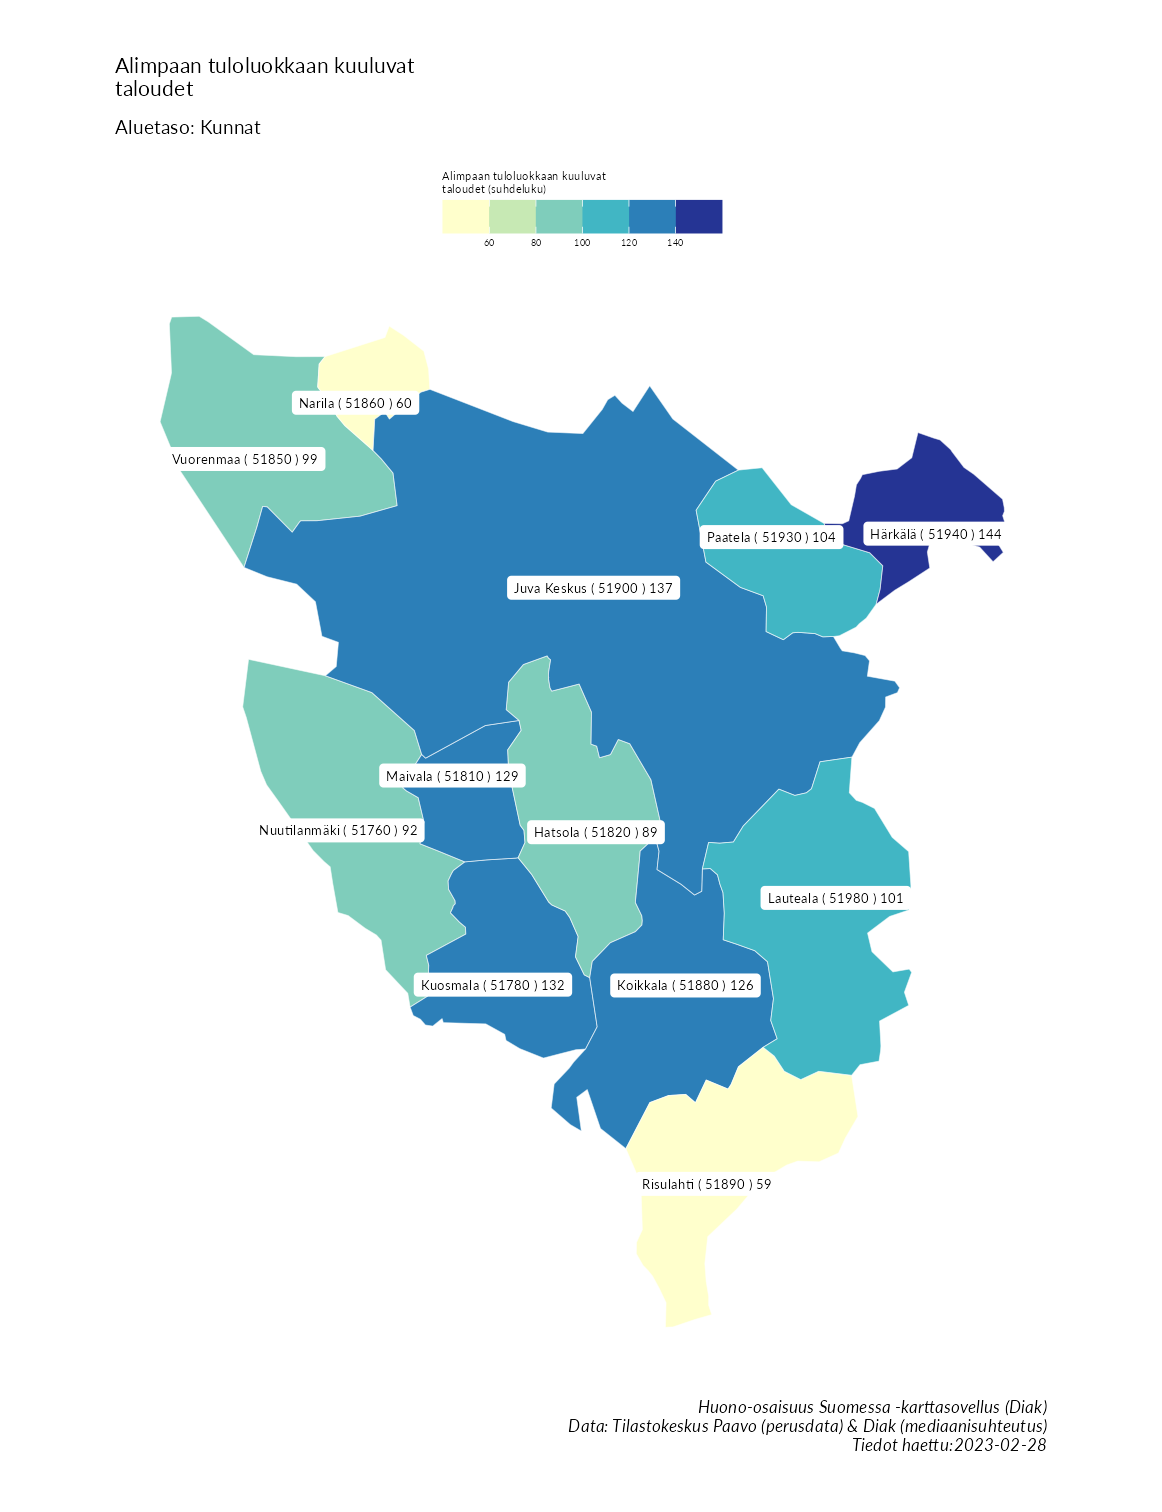 Alimpaan tuloluokkaan kuuluvat
taloudet
Aluetaso: Kunnat
Alimpaan tuloluokkaan kuuluvat
taloudet (suhdeluku)
60 80 100 120 140
Narila ( 51860 ) 60
Vuorenmaa ( 51850 ) 99
Härkälä ( 51940 ) 144
Paatela ( 51930 ) 104
Juva Keskus ( 51900 ) 137
Maivala ( 51810 ) 129
Nuutilanmäki ( 51760 ) 92
Hatsola ( 51820 ) 89
Lauteala ( 51980 ) 101
Kuosmala ( 51780 ) 132
Koikkala ( 51880 ) 126
Risulahti ( 51890 ) 59
Huono-osaisuus Suomessa -karttasovellus (Diak)
Data: Tilastokeskus Paavo (perusdata) & Diak (mediaanisuhteutus)
Tiedot haettu:2023-02-28